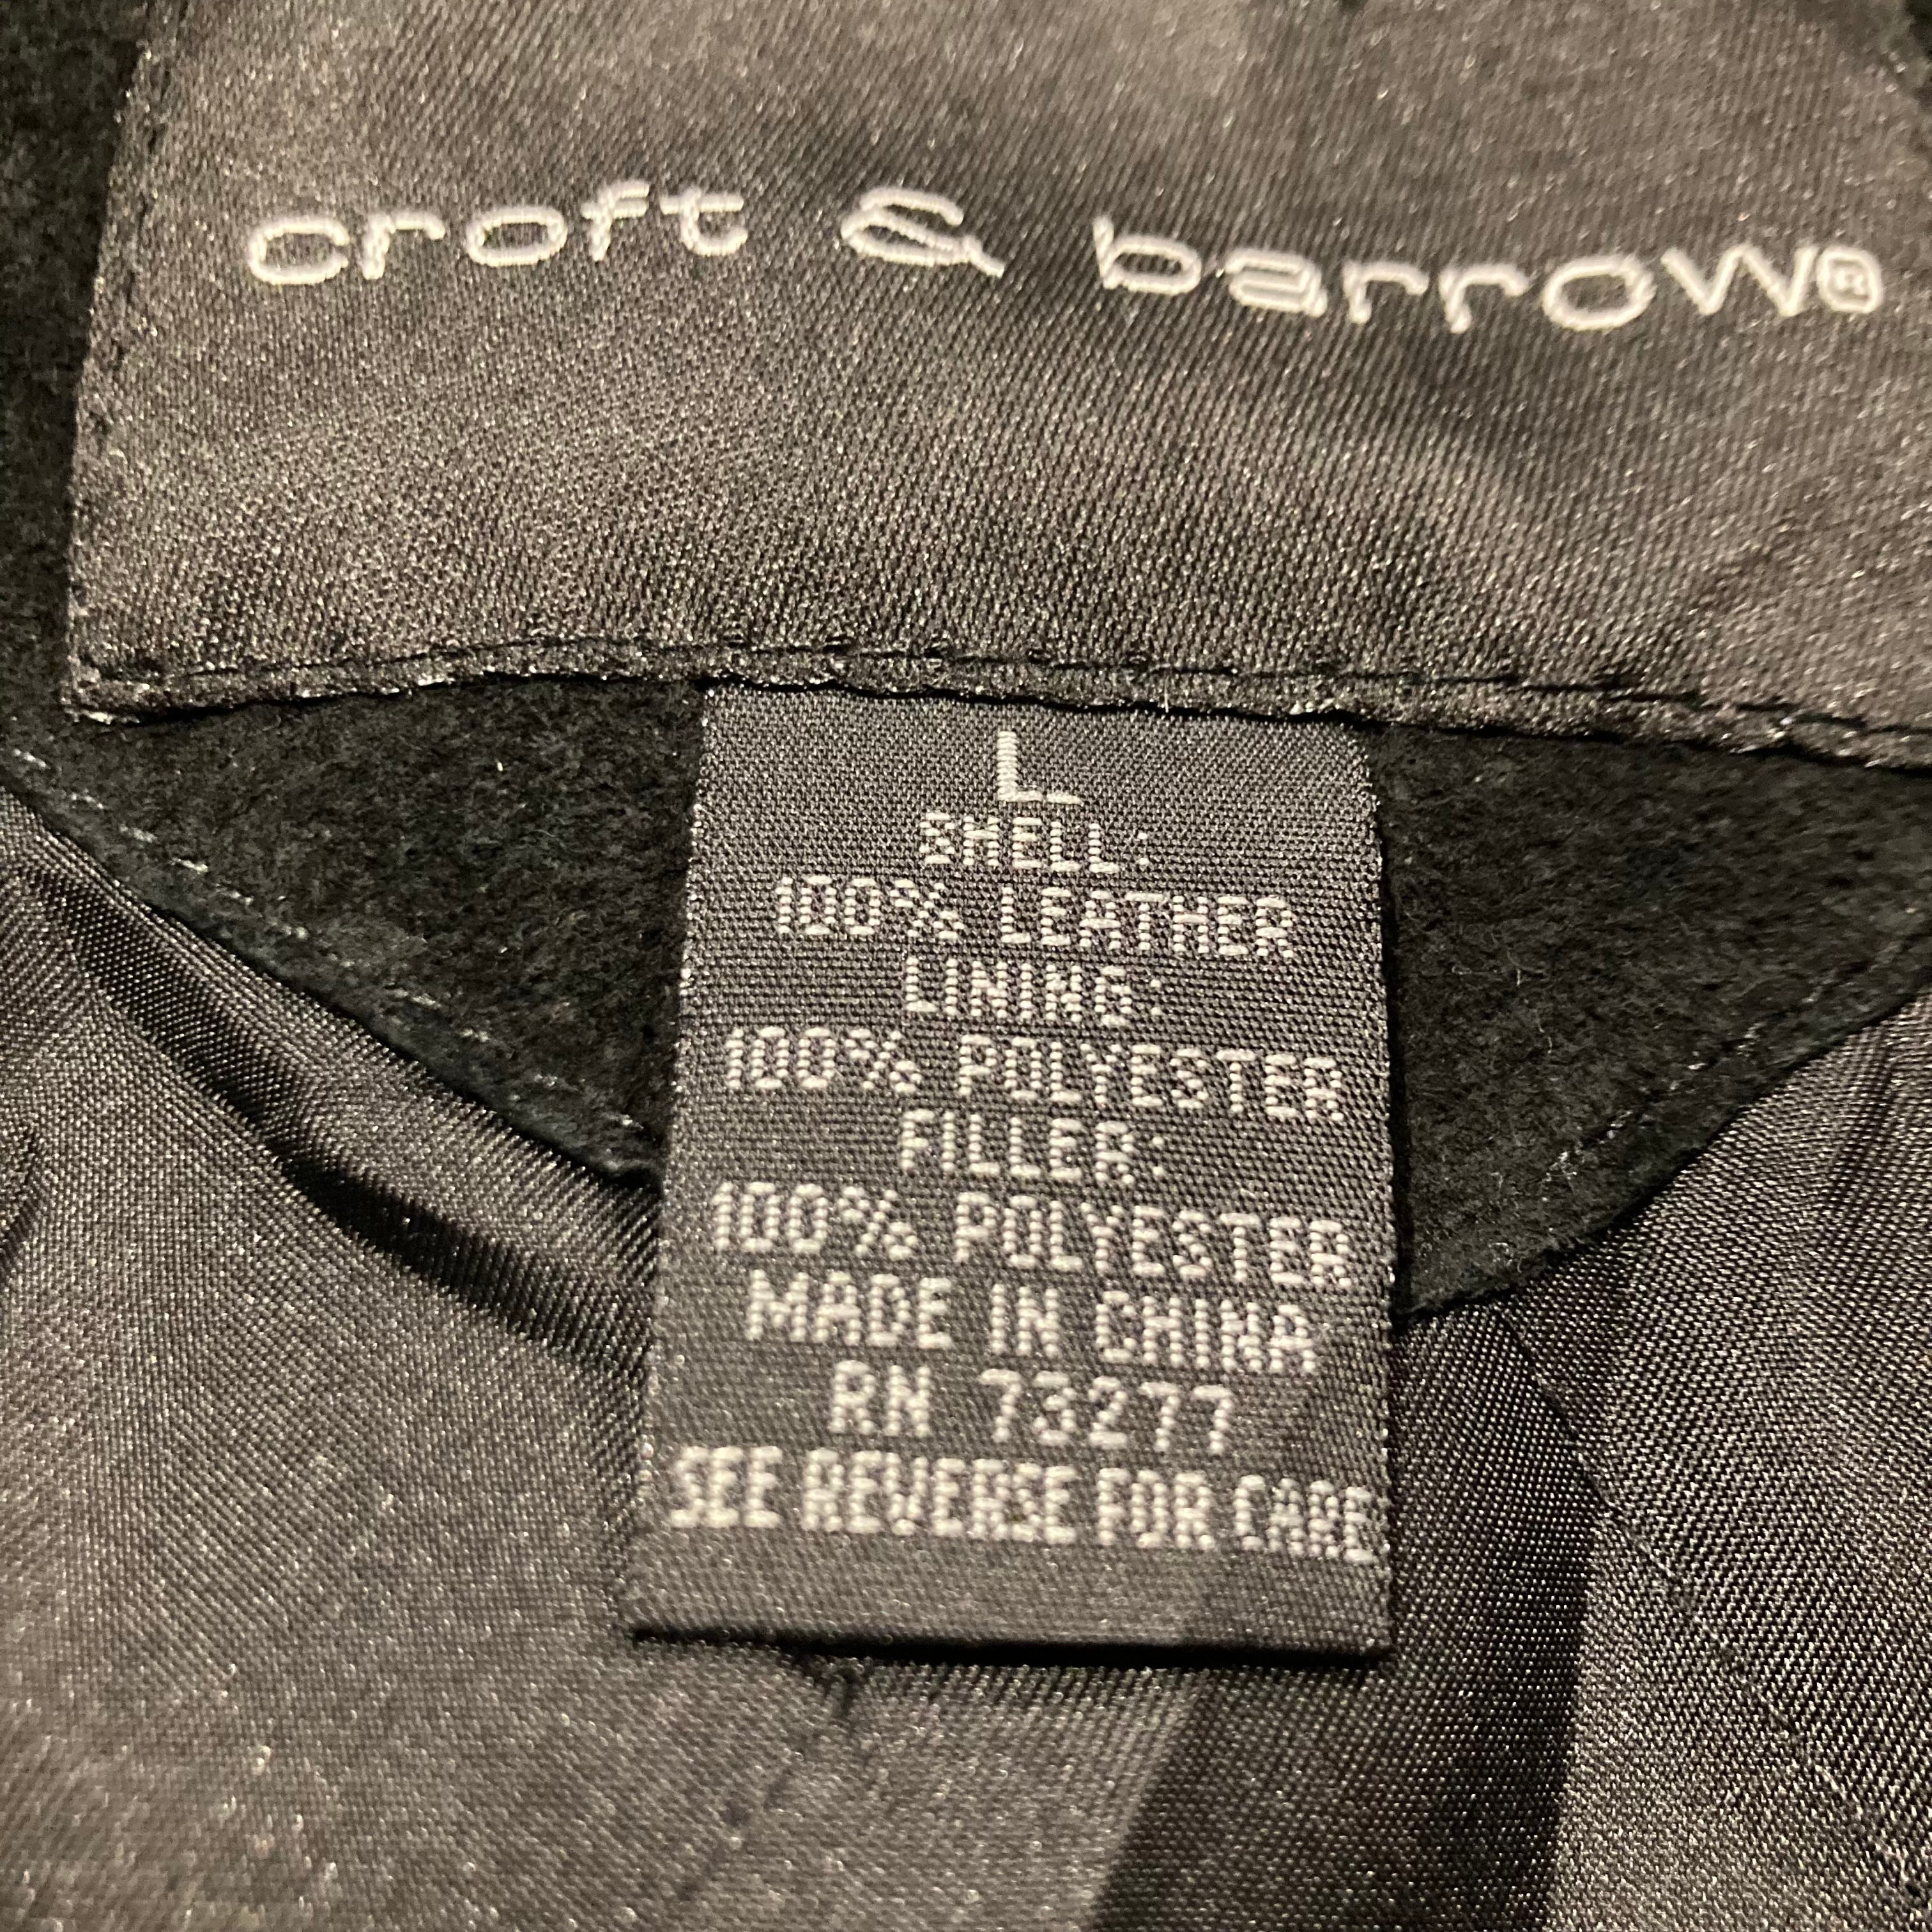 croft & barrow®
L
SHELL:
100% LEATHER
LINING:
100% POLYESTER
FILLER:
100% POLYESTER
MADE IN CHINA
RN 73277
SEE REVERSE FOR CARE